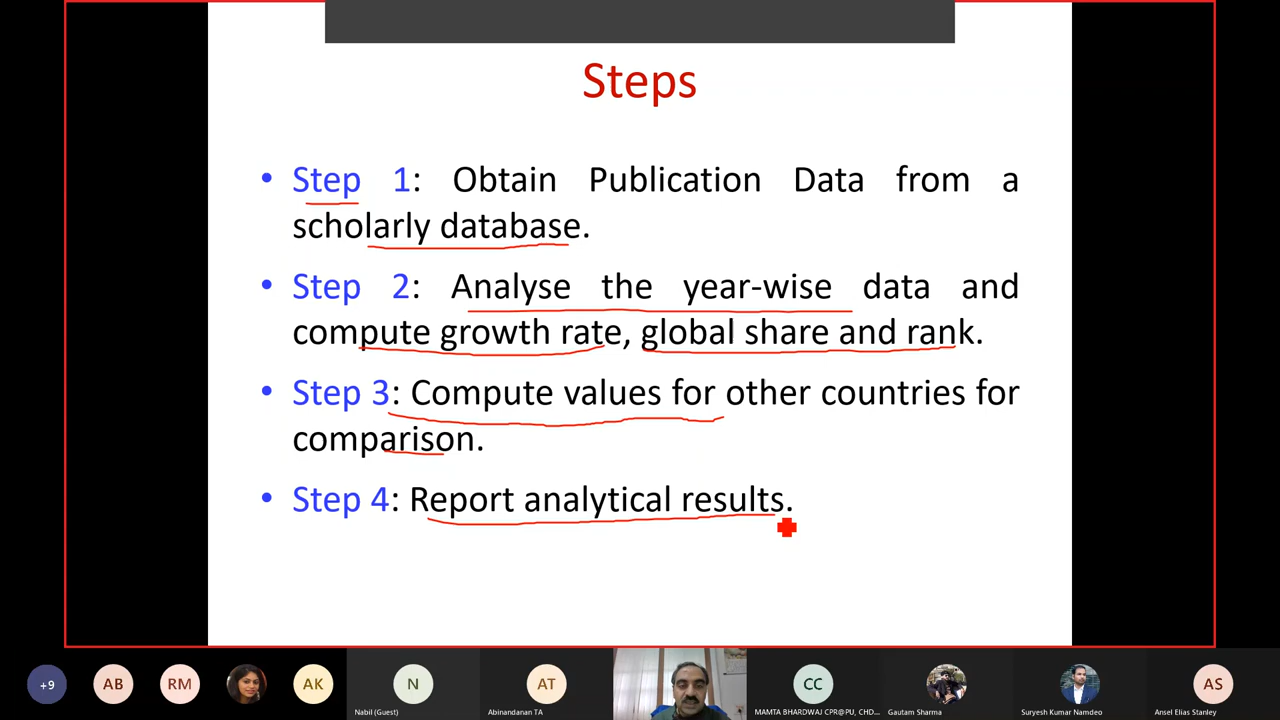 Steps
• Step 1: Obtain Publication Data from a
scholarly database.
• Step 2: Analyse the year-wise data and
compute growth rate, global share and rank.
• Step 3: Compute values for other countries for
comparison.
• Step 4: Report analytical results.
+9
AB
RM
AK
N
AT
CC
AS
Nabil (Guest)
Abinandanan TA
MAMTA BHARDWAJ CPR@PU, CHD...
Gautam Sharma
Suryesh Kumar Namdeo
Ansel Elias Stanley